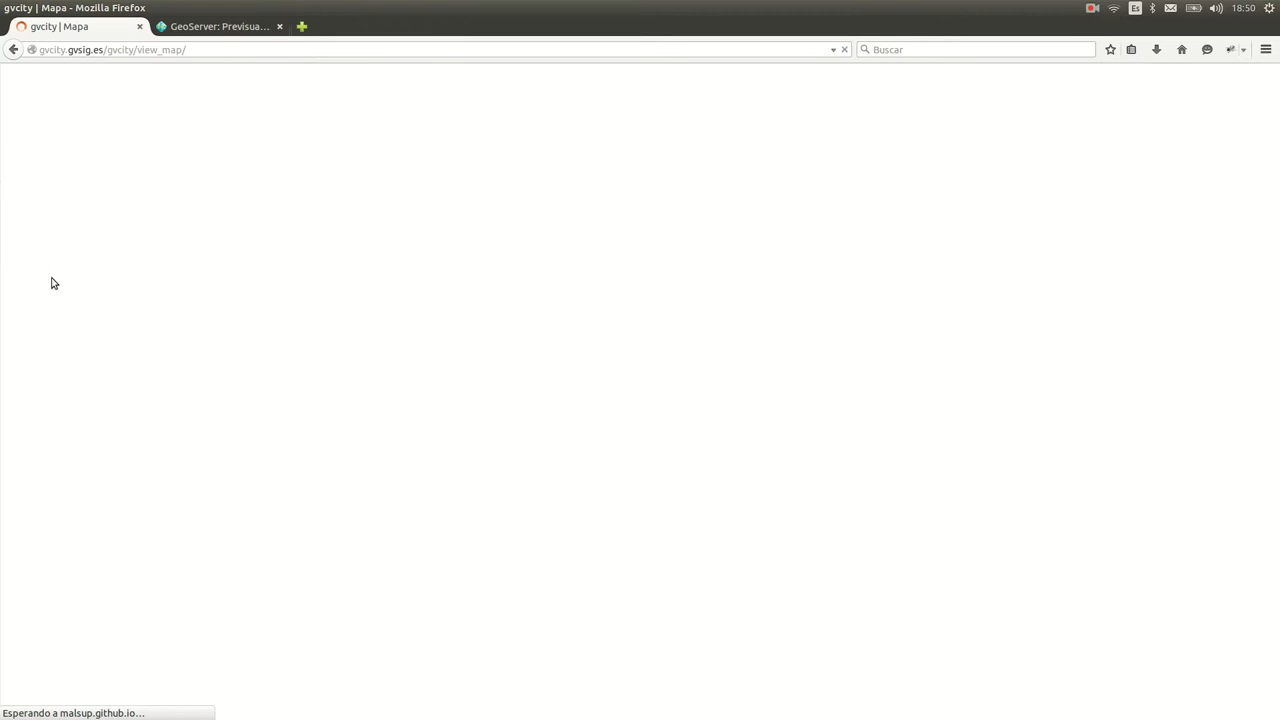 gvcity | Mapa - Mozilla Firefox
Es
18:50
gvcity | Mapa
GeoServer: Previsua...
gvcity.gvsig.es/gvcity/view_map/
Buscar
Esperando a malsup.github.io...